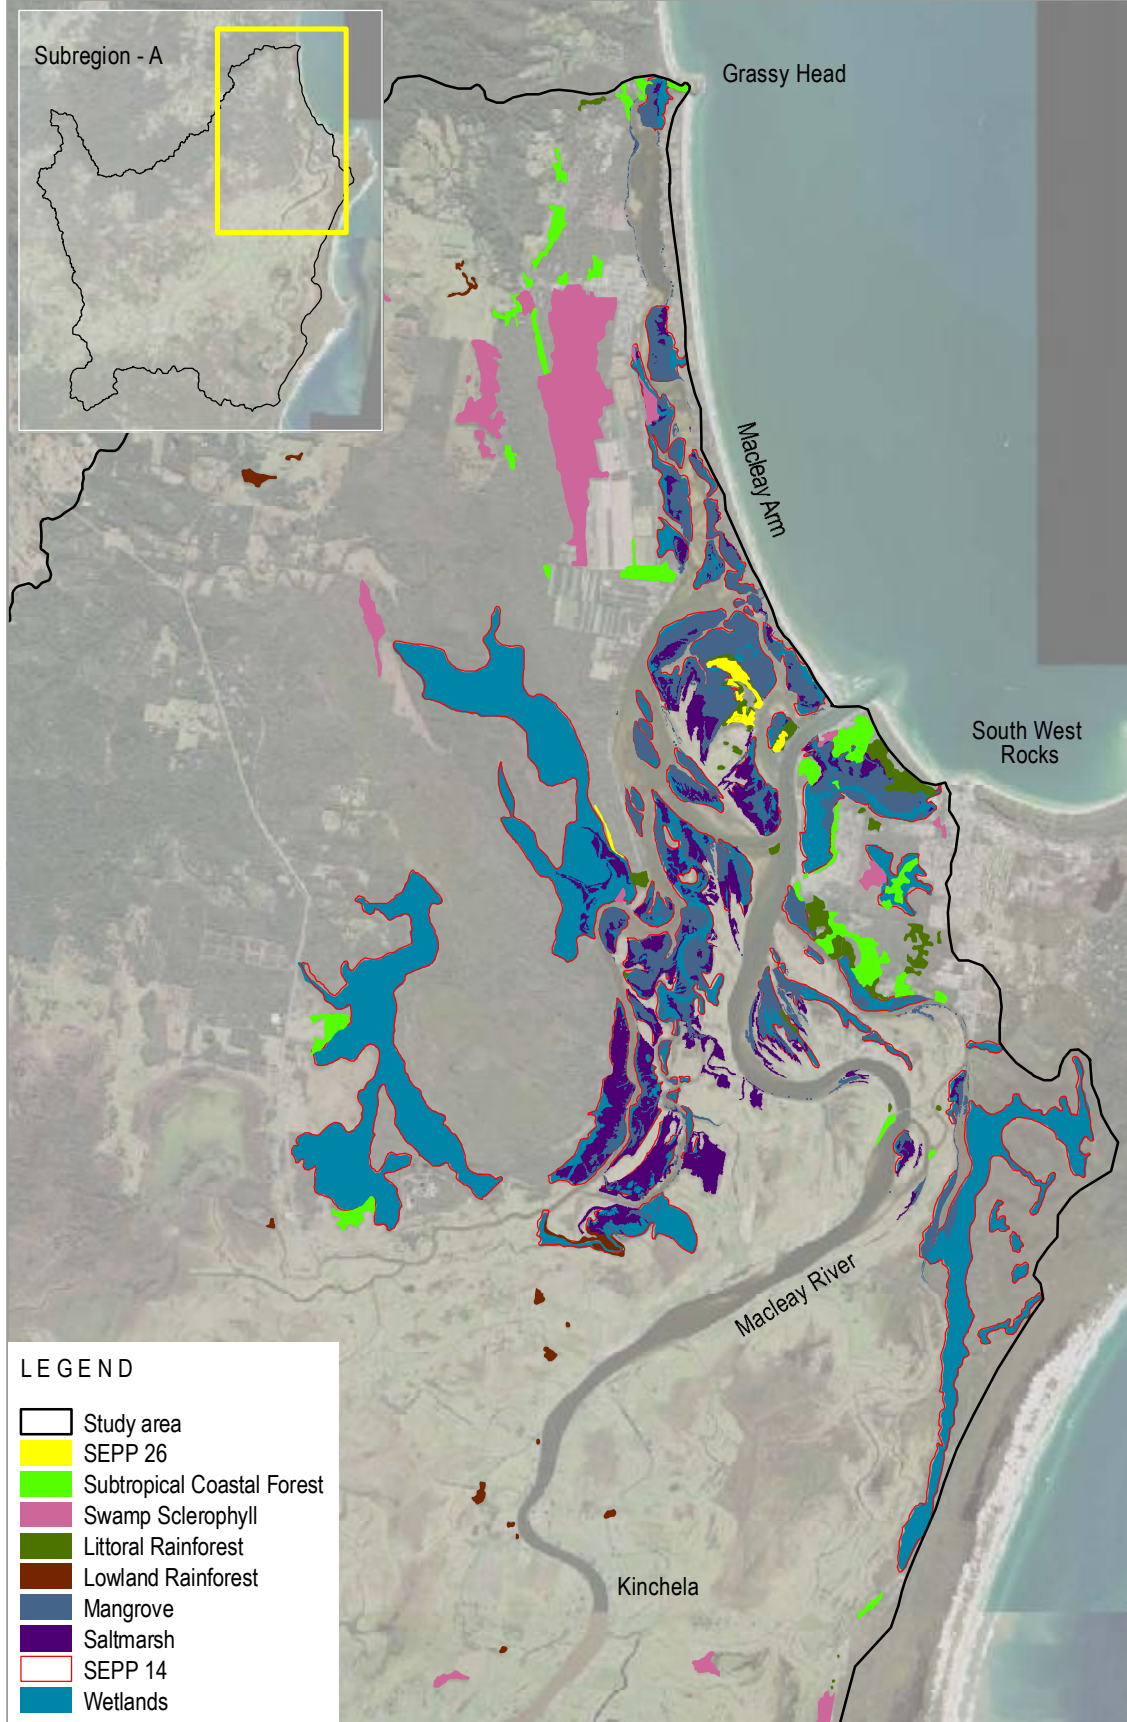 Subregion - A
Grassy Head
Macleay Arm
South West
Rocks
Macleay River
Kinchela
LEGEND
Study area
SEPP 26
Subtropical Coastal Forest
Swamp Sclerophyll
Littoral Rainforest
Lowland Rainforest
Mangrove
Saltmarsh
SEPP 14
Wetlands